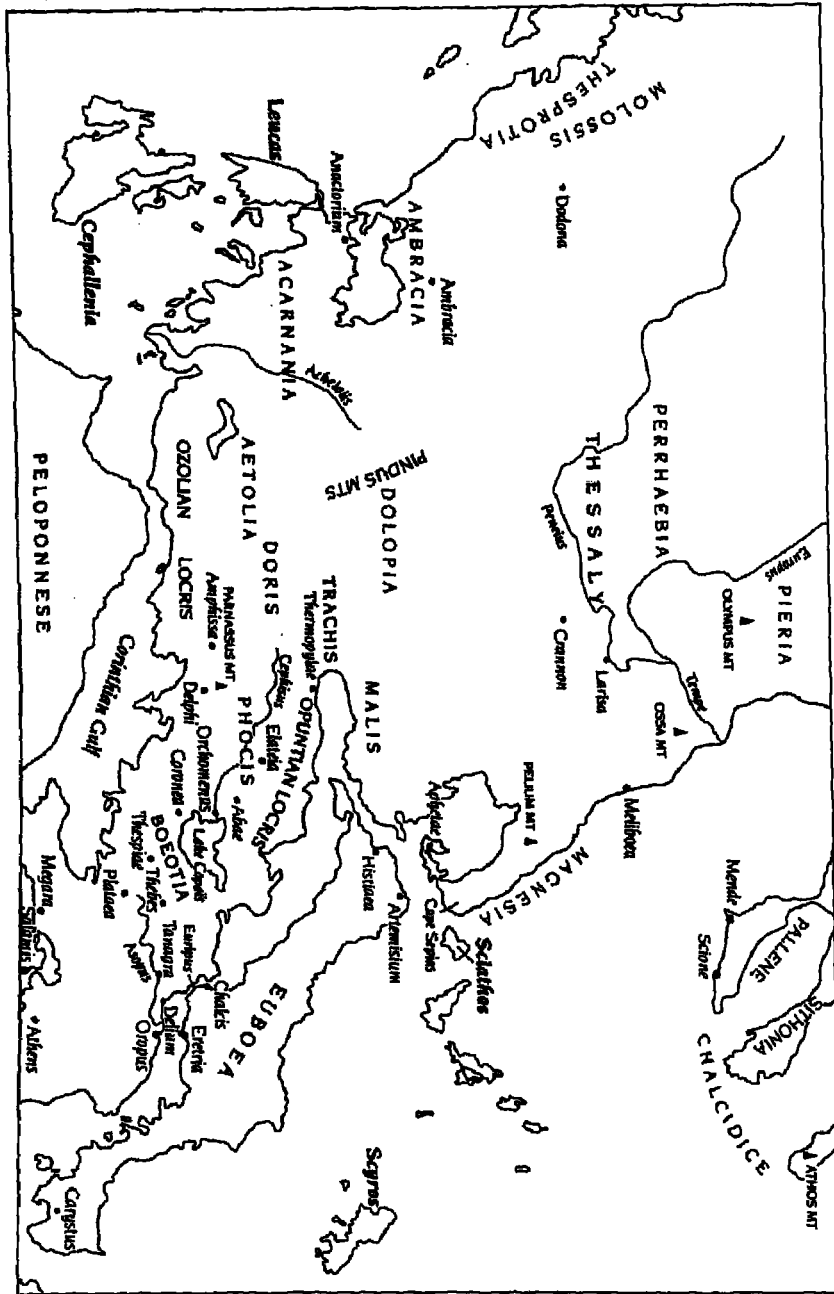 MOLOSSIS
THESPROTIA
Dodona
PERRHAEBIA
PIERIA
Europus
OLYMPUS MT
THESSALY
Peneius
Tempe
OSSA MT
Larisa
Crannon
Meliboea
PELIUM MT
MAGNESIA
Mende
Scione
PALLENE
SITHONIA
CHALCIDICE
ATHOS MT
AMBRACIA
Ambracia
Anactorium
Leucas
ACARNANIA
Achelous
Cephallenia
PINDUS MTS
DOLOPIA
AETOLIA
DORIS
TRACHIS
Thermopylae
MALIS
Aphetae
Cape Sepias
Sciathos
Histiaea
Artemisium
OZOLIAN
LOCRIS
PARNASSUS MT
Amphissa
Delphi
Cephisus
PHOCIS
Elateia
OPUNTIAN LOCRIS
Abae
Orchomenus
Coronea
Lake Copais
BOEOTIA
Thespiae
Thebes
Plataea
Tanagra
Asopus
Euripus
Chalcis
Delium
Eretria
Oropus
EUBOEA
Scyros
Carystus
Corinthian Gulf
PELOPONNESE
Megara
Salamis
Athens